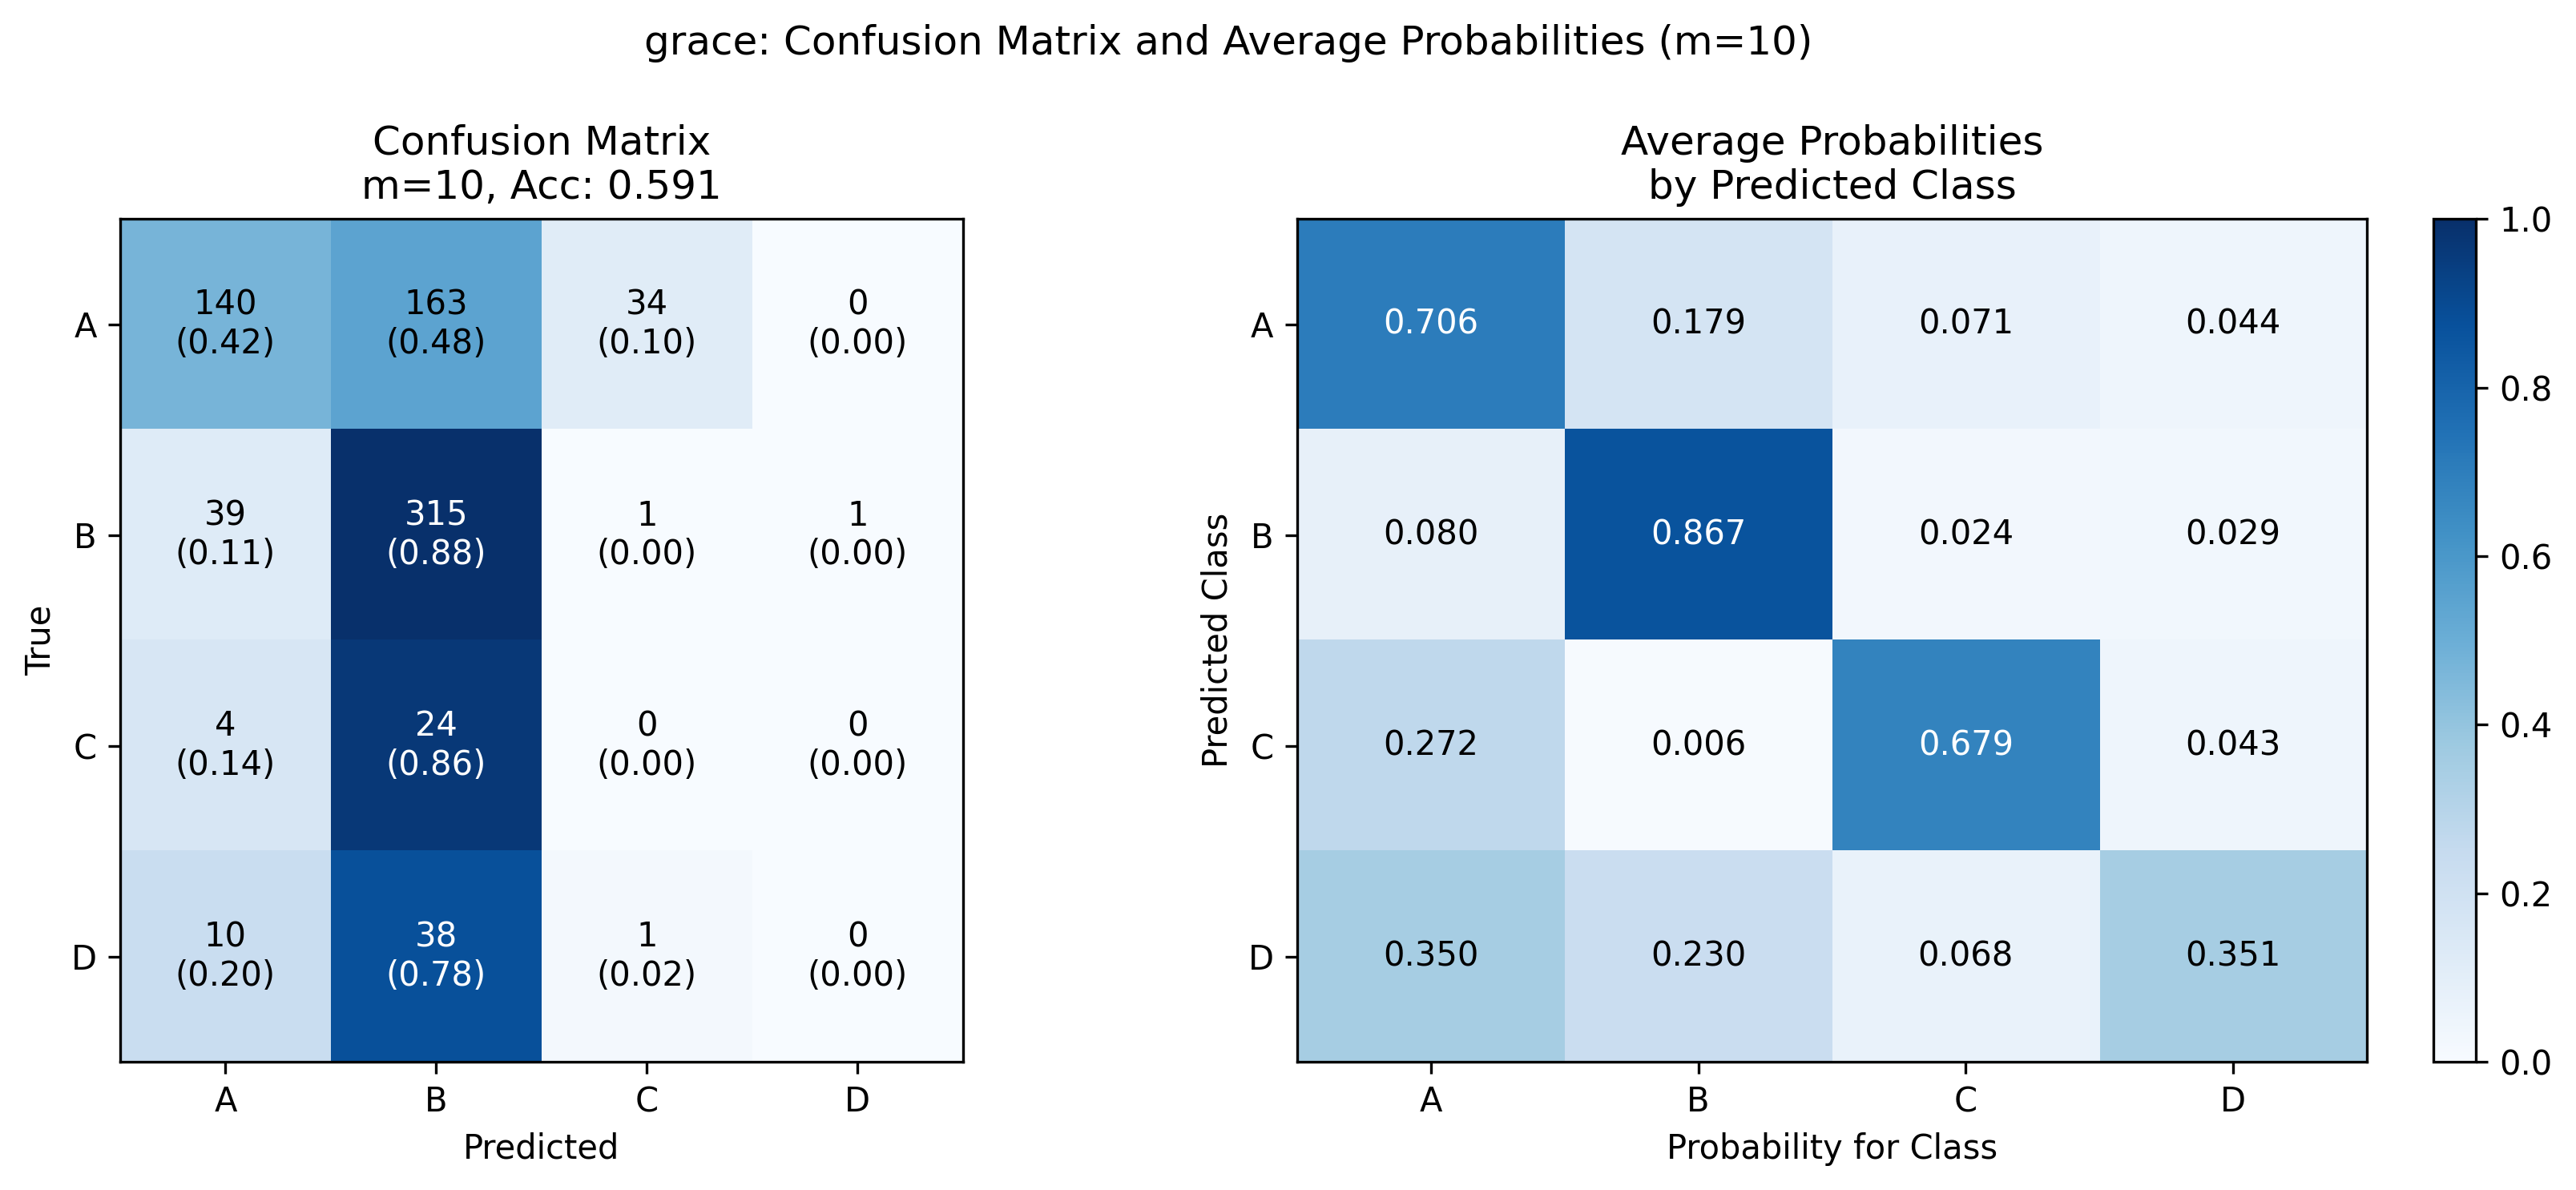 grace: Confusion Matrix and Average Probabilities (m=10)
Confusion Matrix
m=10, Acc: 0.591
True
A
140
(0.42)
163
(0.48)
34
(0.10)
0
(0.00)
B
39
(0.11)
315
(0.88)
1
(0.00)
1
(0.00)
C
4
(0.14)
24
(0.86)
0
(0.00)
0
(0.00)
D
10
(0.20)
38
(0.78)
1
(0.02)
0
(0.00)
A B C D
Predicted
Average Probabilities
by Predicted Class
Predicted Class
A 0.706 0.179 0.071 0.044
B 0.080 0.867 0.024 0.029
C 0.272 0.006 0.679 0.043
D 0.350 0.230 0.068 0.351
A B C D
Probability for Class
1.0
0.8
0.6
0.4
0.2
0.0